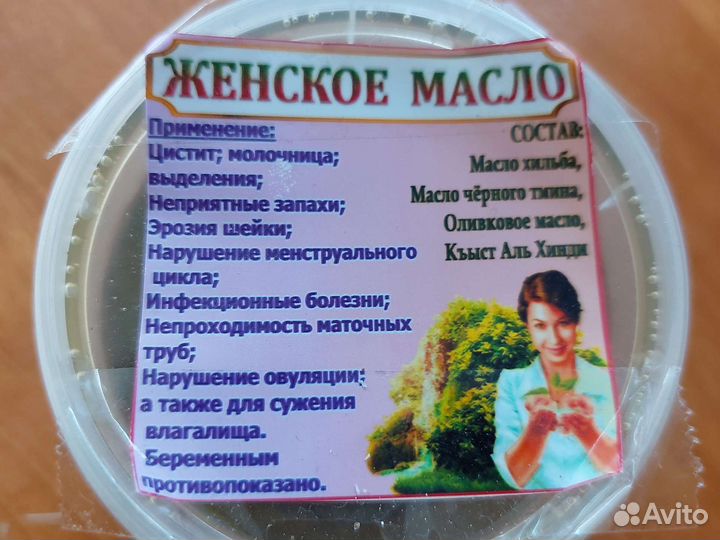 ЖЕНСКОЕ МАСЛО
Применение:
Цистит; молочница;
выделения;
Неприятные запахи;
Эрозия шейки;
Нарушение менструального
цикла;
Инфекционные болезни;
Непроходимость маточных
труб;
Нарушение овуляции;
а также для сужения
влагалища.
Беременным
противопоказано.
СОСТАВ:
Масло хильба,
Масло чёрного тмина,
Оливковое масло,
Къыст Аль Хинди
Avito